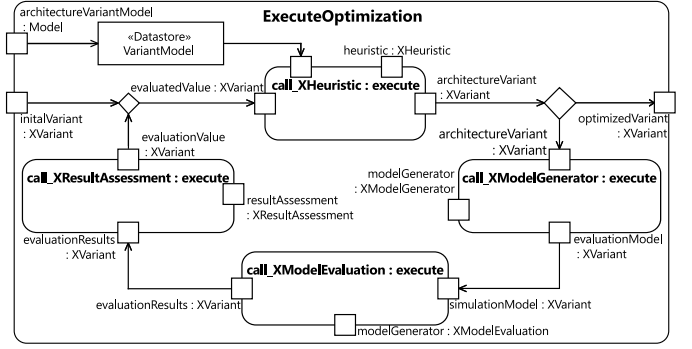 ExecuteOptimization
architectureVariantModel
: Model
«Datastore»
VariantModel
heuristic : XHeuristic
evaluatedValue : XVariant
call_XHeuristic : execute
architectureVariant
: XVariant
initalVariant
: XVariant
optimizedVariant
: XVariant
evaluationValue
: XVariant
architectureVariant
: XVariant
call_XResultAssessment : execute
resultAssessment
: XResultAssessment
modelGenerator
: XModelGenerator
call_XModelGenerator : execute
evaluationResults
: XVariant
evaluationModel
: XVariant
call_XModelEvaluation : execute
evaluationResults : XVariant
simulationModel : XVariant
modelGenerator : XModelEvaluation